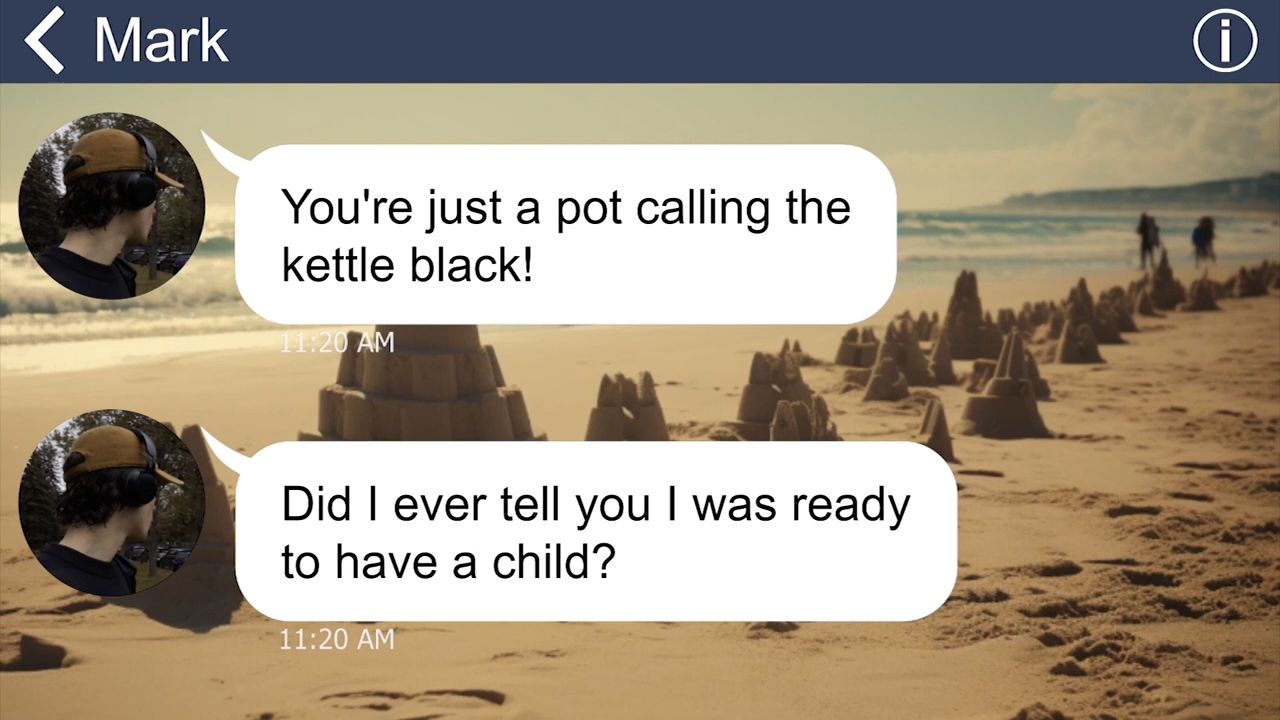 Mark
You're just a pot calling the
kettle black!
11:20 AM
Did I ever tell you I was ready
to have a child?
11:20 AM